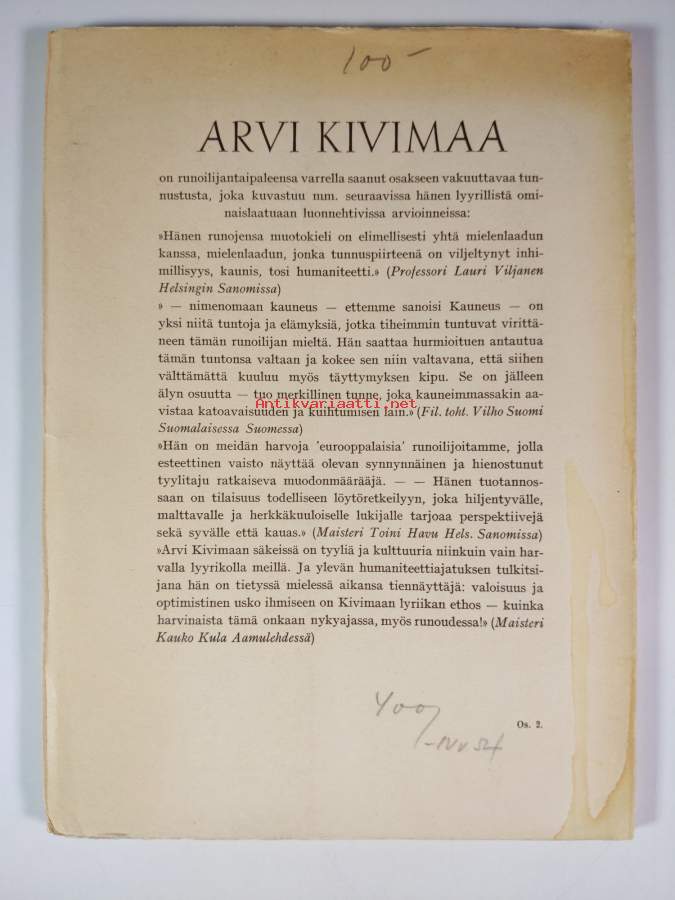 100 –
ARVI KIVIMAA
on runoilijantaipaleensa varrella saanut osakseen vakuuttavaa tun-
nustusta, joka kuvastuu mm. seuraavissa hänen lyyrillistä omi-
naislaatuaan luonnehtivissa arvioinneissa:
»Hänen runojensa muotokieli on elimellisesti yhtä mielenlaadun
kanssa, mielenlaadun, jonka tunnuspiirteenä on viljeltynyt inhi-
millisyys, kaunis, tosi humaniteetti.» (Professori Lauri Viljanen
Helsingin Sanomissa)
» — nimenomaan kauneus — ettemme sanoisi Kauneus — on
yksi niitä tuntoja ja elämyksiä, jotka tiheimmin tuntuvat virittä-
neen tämän runoilijan mieltä. Hän saattaa hurmioituen antautua
tämän tuntonsa valtaan ja kokee sen niin valtavana, että siihen
välttämättä kuuluu myös täyttymyksen kipu. Se on jälleen
älyn osuutta — tuo merkillinen tunne, joka kauneimmassakin aa-
vistaa katoavaisuuden ja kuihtumisen lain.» (Fil. toht. Vilho Suomi
Antikvariaatti.net
Suomalaisessa Suomessa)
»Hän on meidän harvoja 'eurooppalaisia' runoilijoitamme, jolla
esteettinen vaisto näyttää olevan synnynnäinen ja hienostunut
tyylitaju ratkaiseva muodonmäärääjä. — — Hänen tuotannos-
saan on tilaisuus todelliseen löytöretkeilyyn, joka hiljentyvälle,
malttavalle ja herkkäkuuloiselle lukijalle tarjoaa perspektiivejä
sekä syvälle että kauas.» (Maisteri Toini Havu Hels. Sanomissa)
»Arvi Kivimaan säkeissä on tyyliä ja kulttuuria niinkuin vain har-
valla lyyrikolla meillä. Ja ylevän humaniteettiajatuksen tulkitsi-
jana hän on tietyssä mielessä aikansa tiennäyttäjä: valoisuus ja
optimistinen usko ihmiseen on Kivimaan lyriikan ethos — kuinka
harvinaista tämä onkaan nykyajassa, myös runoudessa!» (Maisteri
Kauko Kula Aamulehdessä)
400
Os. 2.